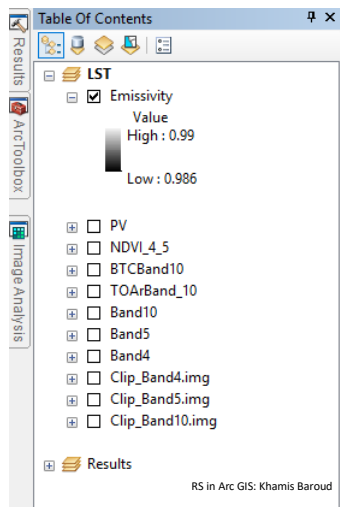 Table Of Contents
Results
ArcToolbox
Image Analysis
LST
Emissivity
Value
High : 0.99
Low : 0.986
PV
NDVI_4_5
BTCBand10
TOArBand_10
Band10
Band5
Band4
Clip_Band4.img
Clip_Band5.img
Clip_Band10.img
Results
RS in Arc GIS: Khamis Baroud